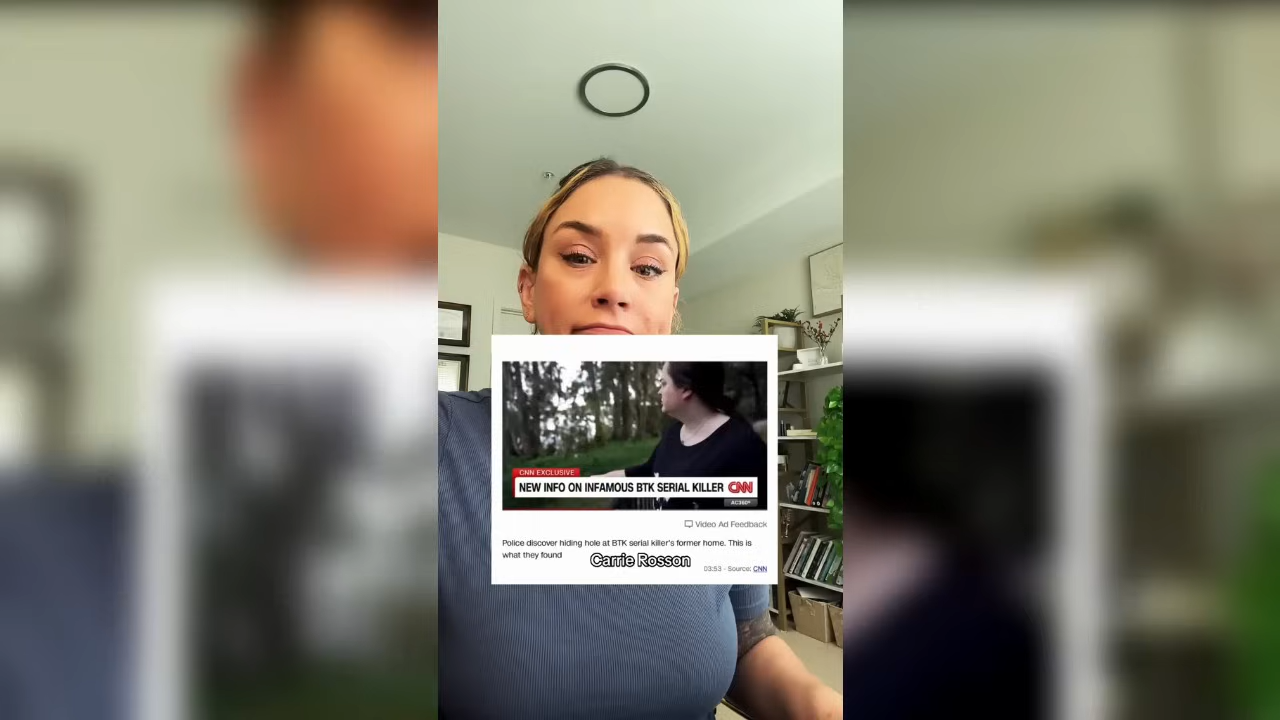 CNN EXCLUSIVE
NEW INFO ON INFAMOUS BTK SERIAL KILLER CNN
AC360°
Video Ad Feedback
Police discover hiding hole at BTK serial killer's former home. This is
what they found
Carrie Rosson
03:53 - Source: CNN